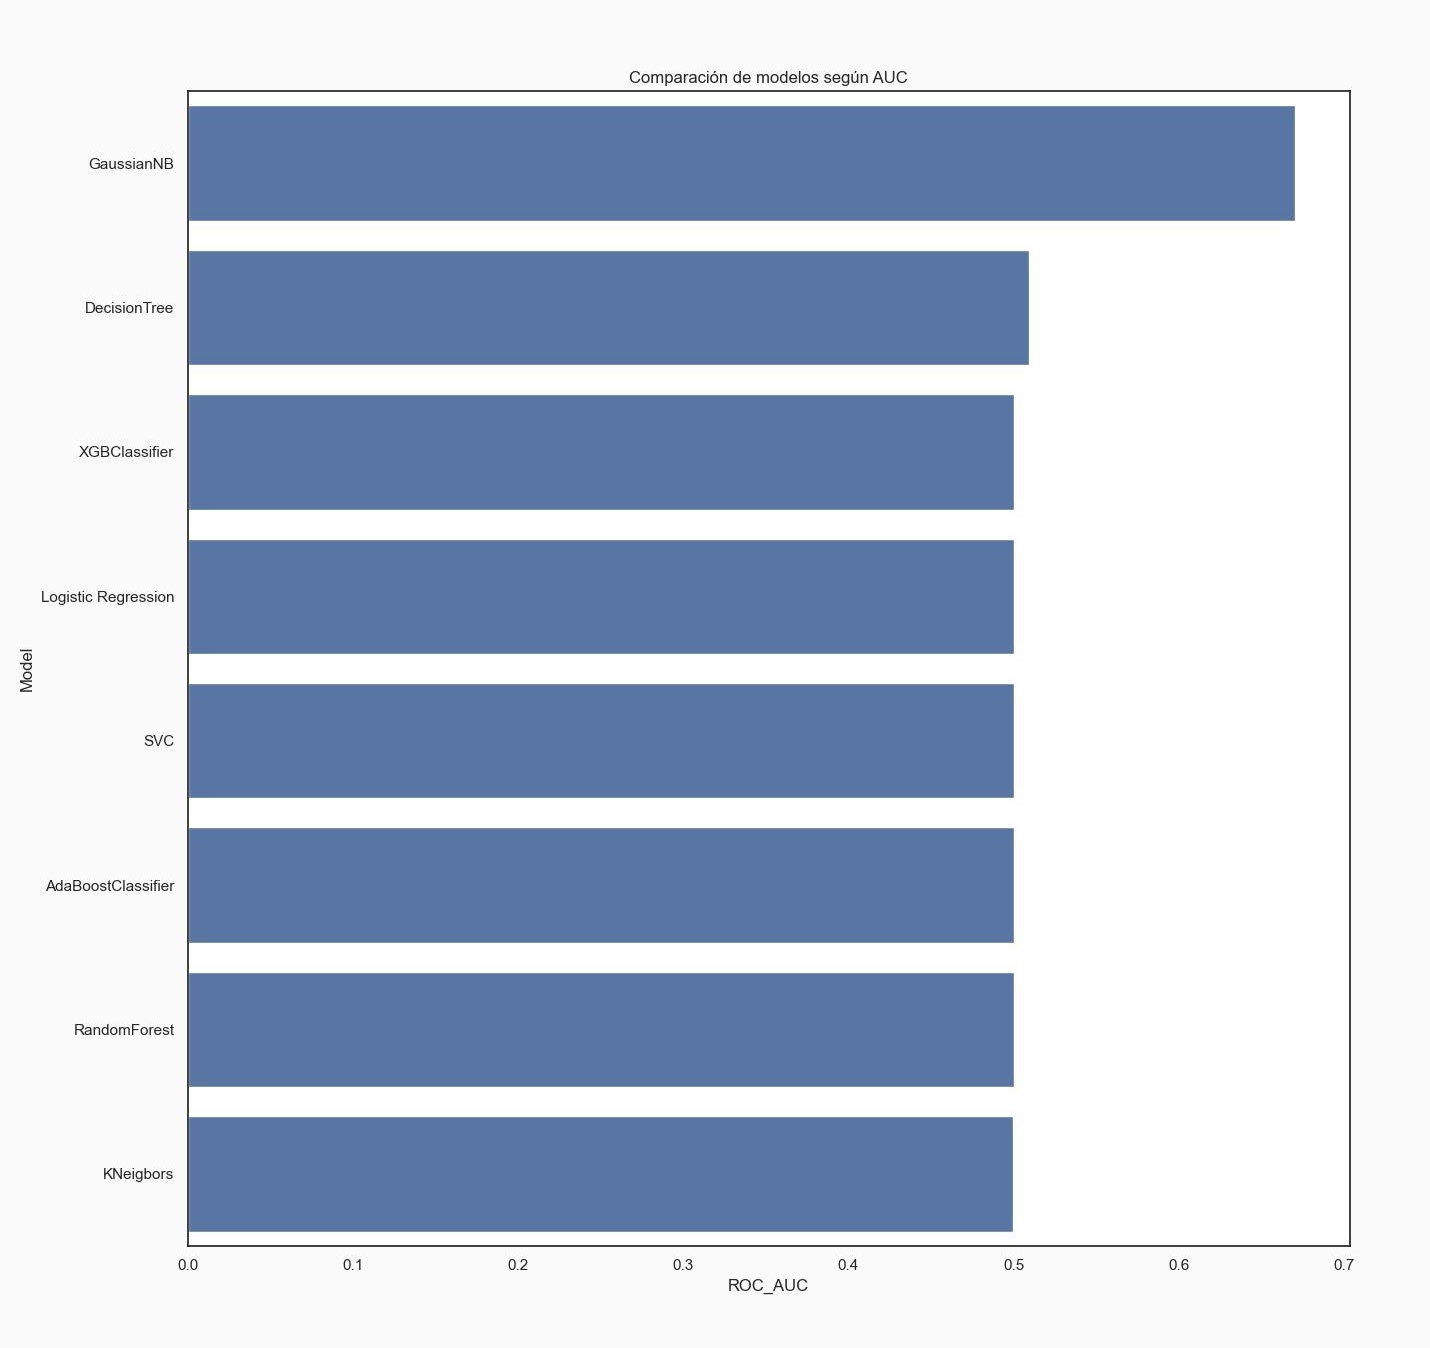 Comparación de modelos según AUC
GaussianNB
DecisionTree
XGBClassifier
Logistic Regression
Model
SVC
AdaBoostClassifier
RandomForest
KNeigbors
0.0 0.1 0.2 0.3 0.4 0.5 0.6 0.7
ROC_AUC